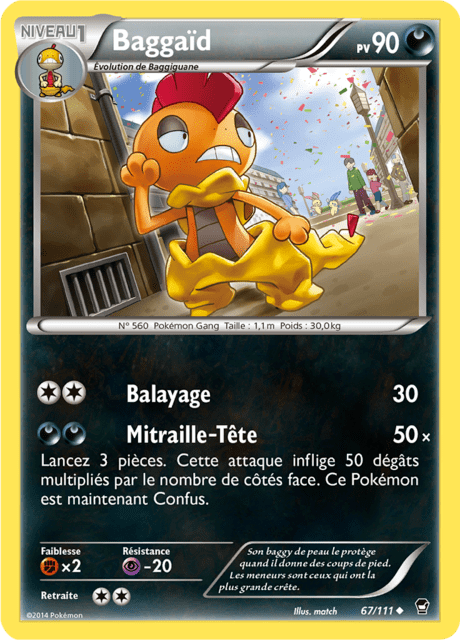 NIVEAU 1
Baggaïd
PV 90
Évolution de Baggiguane
N° 560 Pokémon Gang Taille : 1,1m Poids : 30,0kg
Balayage 30
Mitraille-Tête 50×
Lancez 3 pièces. Cette attaque inflige 50 dégâts
multipliés par le nombre de côtés face. Ce Pokémon
est maintenant Confus.
Faiblesse
×2
Résistance
-20
Retraite
Son baggy de peau le protège
quand il donne des coups de pied.
Les meneurs sont ceux qui ont la
plus grande crête.
©2014 Pokémon
Illus. match
67/111